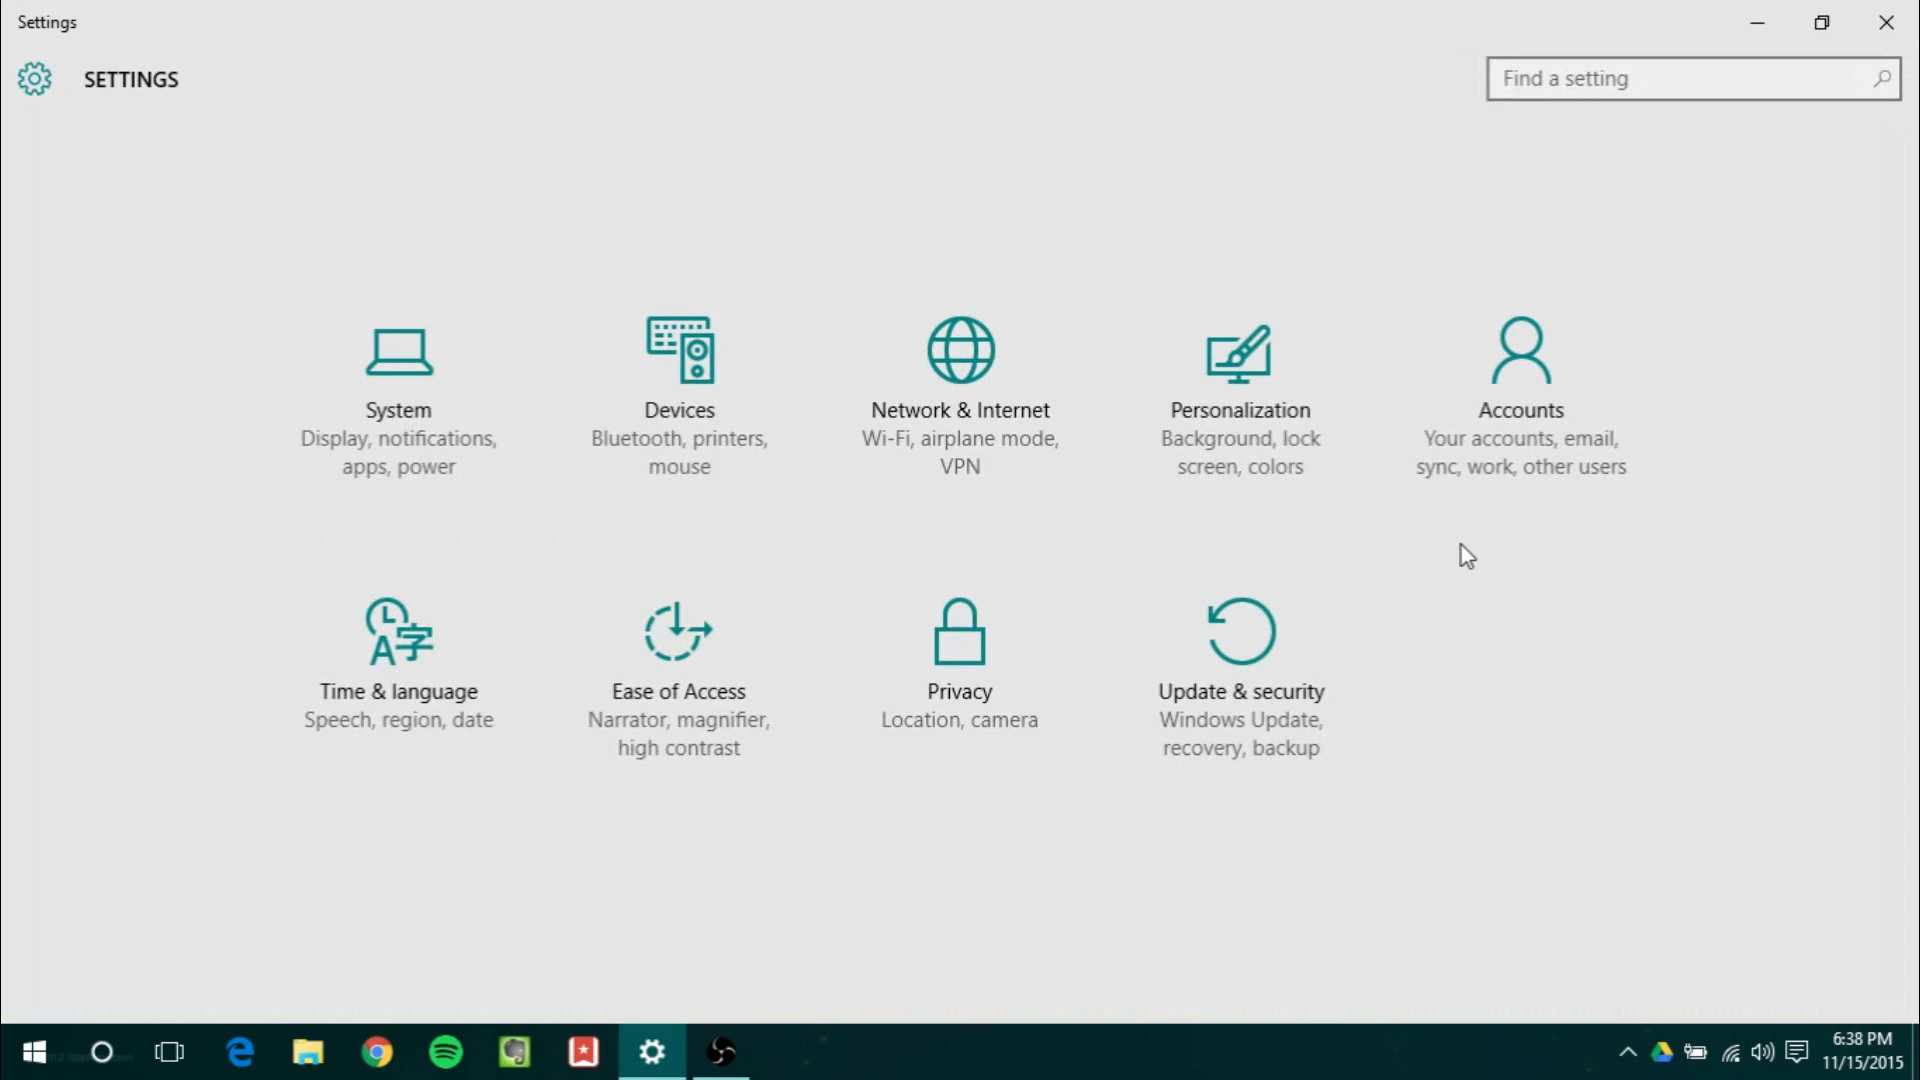 Settings
SETTINGS
Find a setting
System
Display, notifications,
apps, power
Devices
Bluetooth, printers,
mouse
Network & Internet
Wi-Fi, airplane mode,
VPN
Personalization
Background, lock
screen, colors
Accounts
Your accounts, email,
sync, work, other users
A字
Time & language
Speech, region, date
Ease of Access
Narrator, magnifier,
high contrast
Privacy
Location, camera
Update & security
Windows Update,
recovery, backup
6:38 PM
11/15/2015